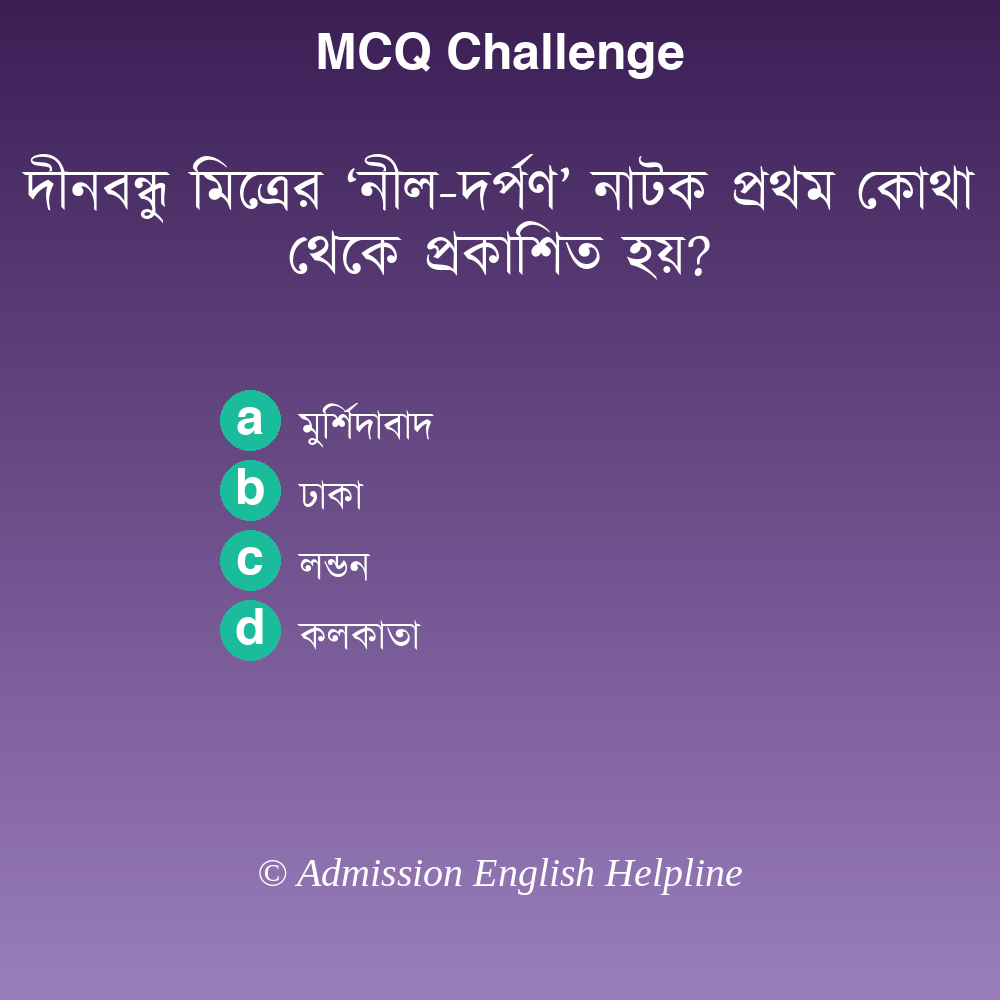 MCQ Challenge
দীনবন্ধু মিত্রের ‘নীল-দর্পণ’ নাটক প্রথম কোথা
থেকে প্রকাশিত হয়?
a মুর্শিদাবাদ
b ঢাকা
c লন্ডন
d কলকাতা
© Admission English Helpline